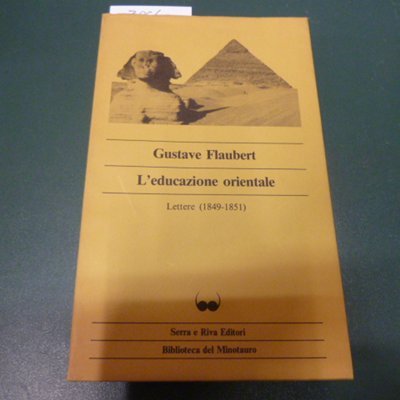 Gustave Flaubert
L'educazione orientale
Lettere (1849-1851)
Serra e Riva Editori
Biblioteca del Minotauro